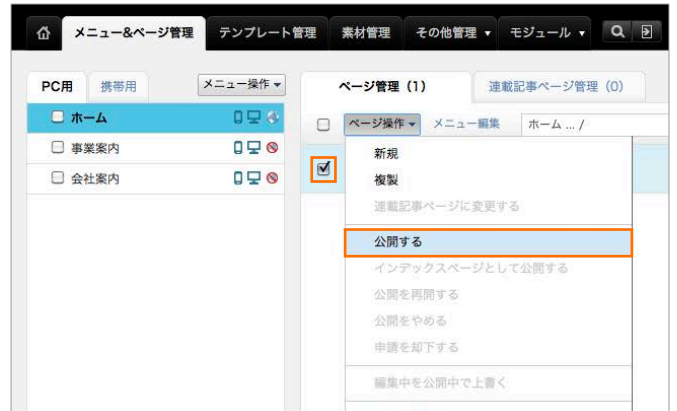 メニュー&ページ管理 テンプレート管理 素材管理 その他管理 ▼ モジュール ▼
PC用 携帯用 メニュー操作▼ ページ管理（1） 連載記事ページ管理（0）
ホーム ページ操作▼ メニュー編集 ホーム ... /
事業案内
会社案内
新規
複製
連載記事ページに変更する
公開する
インデックスページとして公開する
公開を再開する
公開をやめる
申請を却下する
編集中を公開中で上書く